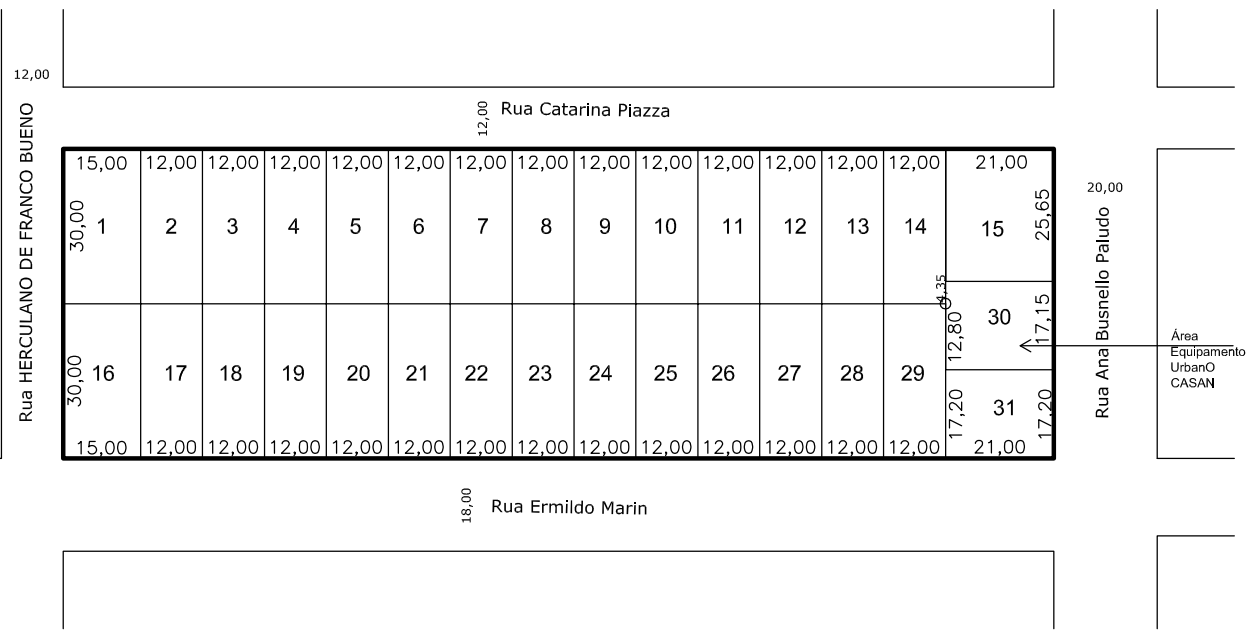 12,00
Rua HERCULANO DE FRANCO BUENO
12,00
Rua Catarina Piazza
15,00 12,00 12,00 12,00 12,00 12,00 12,00 12,00 12,00 12,00 12,00 12,00 12,00 12,00 21,00
30,00
1 2 3 4 5 6 7 8 9 10 11 12 13 14 15
25,65
20,00
Rua Ana Busnello Paludo
4,35
12,80
30
17,15
Área
Equipamento
UrbanO
CASAN
30,00
16 17 18 19 20 21 22 23 24 25 26 27 28 29
17,20
31
17,20
15,00 12,00 12,00 12,00 12,00 12,00 12,00 12,00 12,00 12,00 12,00 12,00 12,00 12,00 21,00
18,00
Rua Ermildo Marin